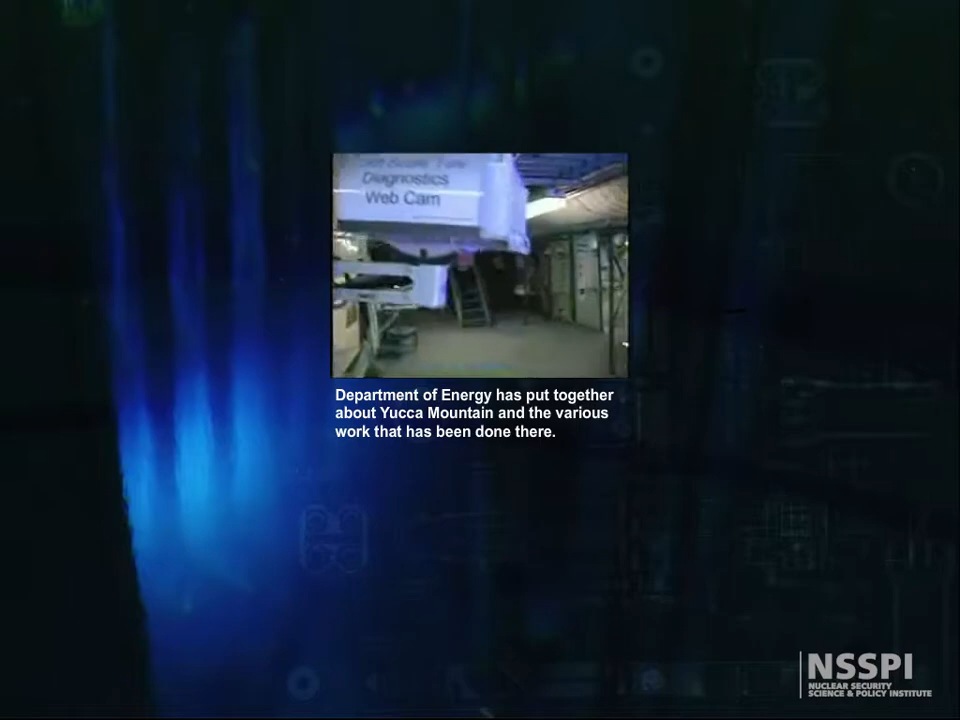 Diagnostics
Web Cam
Department of Energy has put together
about Yucca Mountain and the various
work that has been done there.
NSSPI
NUCLEAR SECURITY
SCIENCE & POLICY INSTITUTE